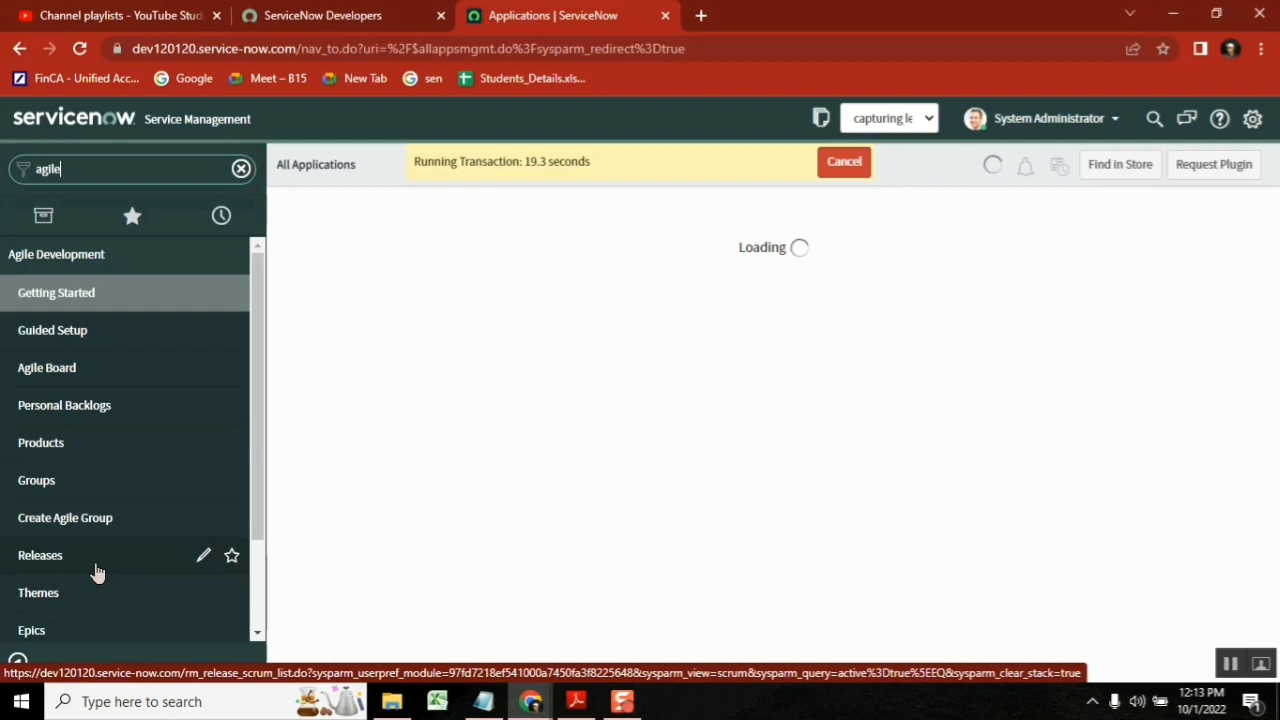 Channel playlists - YouTube Stud
ServiceNow Developers
Applications | ServiceNow
dev120120.service-now.com/nav_to.do?uri=%2F$allappsmgmt.do%3Fsysparm_redirect%3Dtrue
FinCA - Unified Acc...
Google
Meet – B15
New Tab
sen
Students_Details.xls...
servicenow Service Management
capturing le
System Administrator
agile
All Applications
Running Transaction: 19.3 seconds
Cancel
Find in Store
Request Plugin
Agile Development
Loading
Getting Started
Guided Setup
Agile Board
Personal Backlogs
Products
Groups
Create Agile Group
Releases
Themes
Epics
https://dev120120.service-now.com/rm_release_scrum_list.do?sysparm_userpref_module=97fd7218ef541000a7450fa3f8225648&sysparm_view=scrum&sysparm_query=active%3Dtrue%5EEQ&sysparm_clear_stack=true
Type here to search
12:13 PM
10/1/2022
1